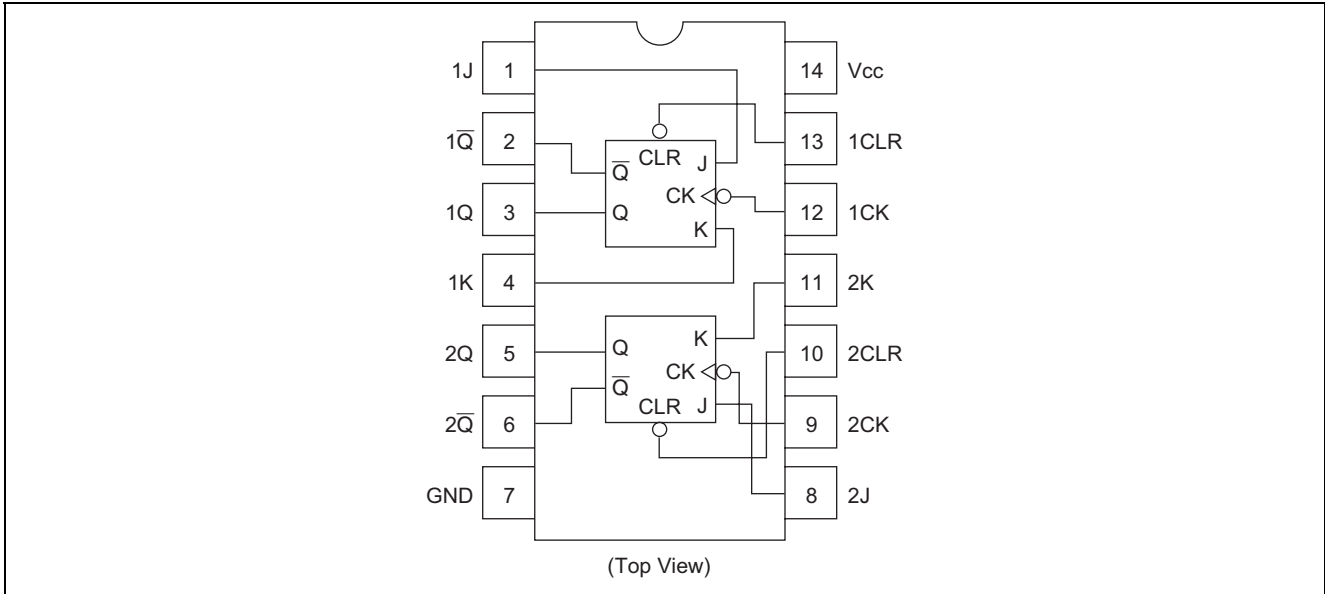 1J 1 14 Vcc
1Q̅ 2 13 1CLR
CLR J
Q̅
CK
1Q 3 Q 12 1CK
K
1K 4 11 2K
K
2Q 5 Q 10 2CLR
CK
Q̅
CLR J
2Q̅ 6 9 2CK
GND 7 8 2J
(Top View)